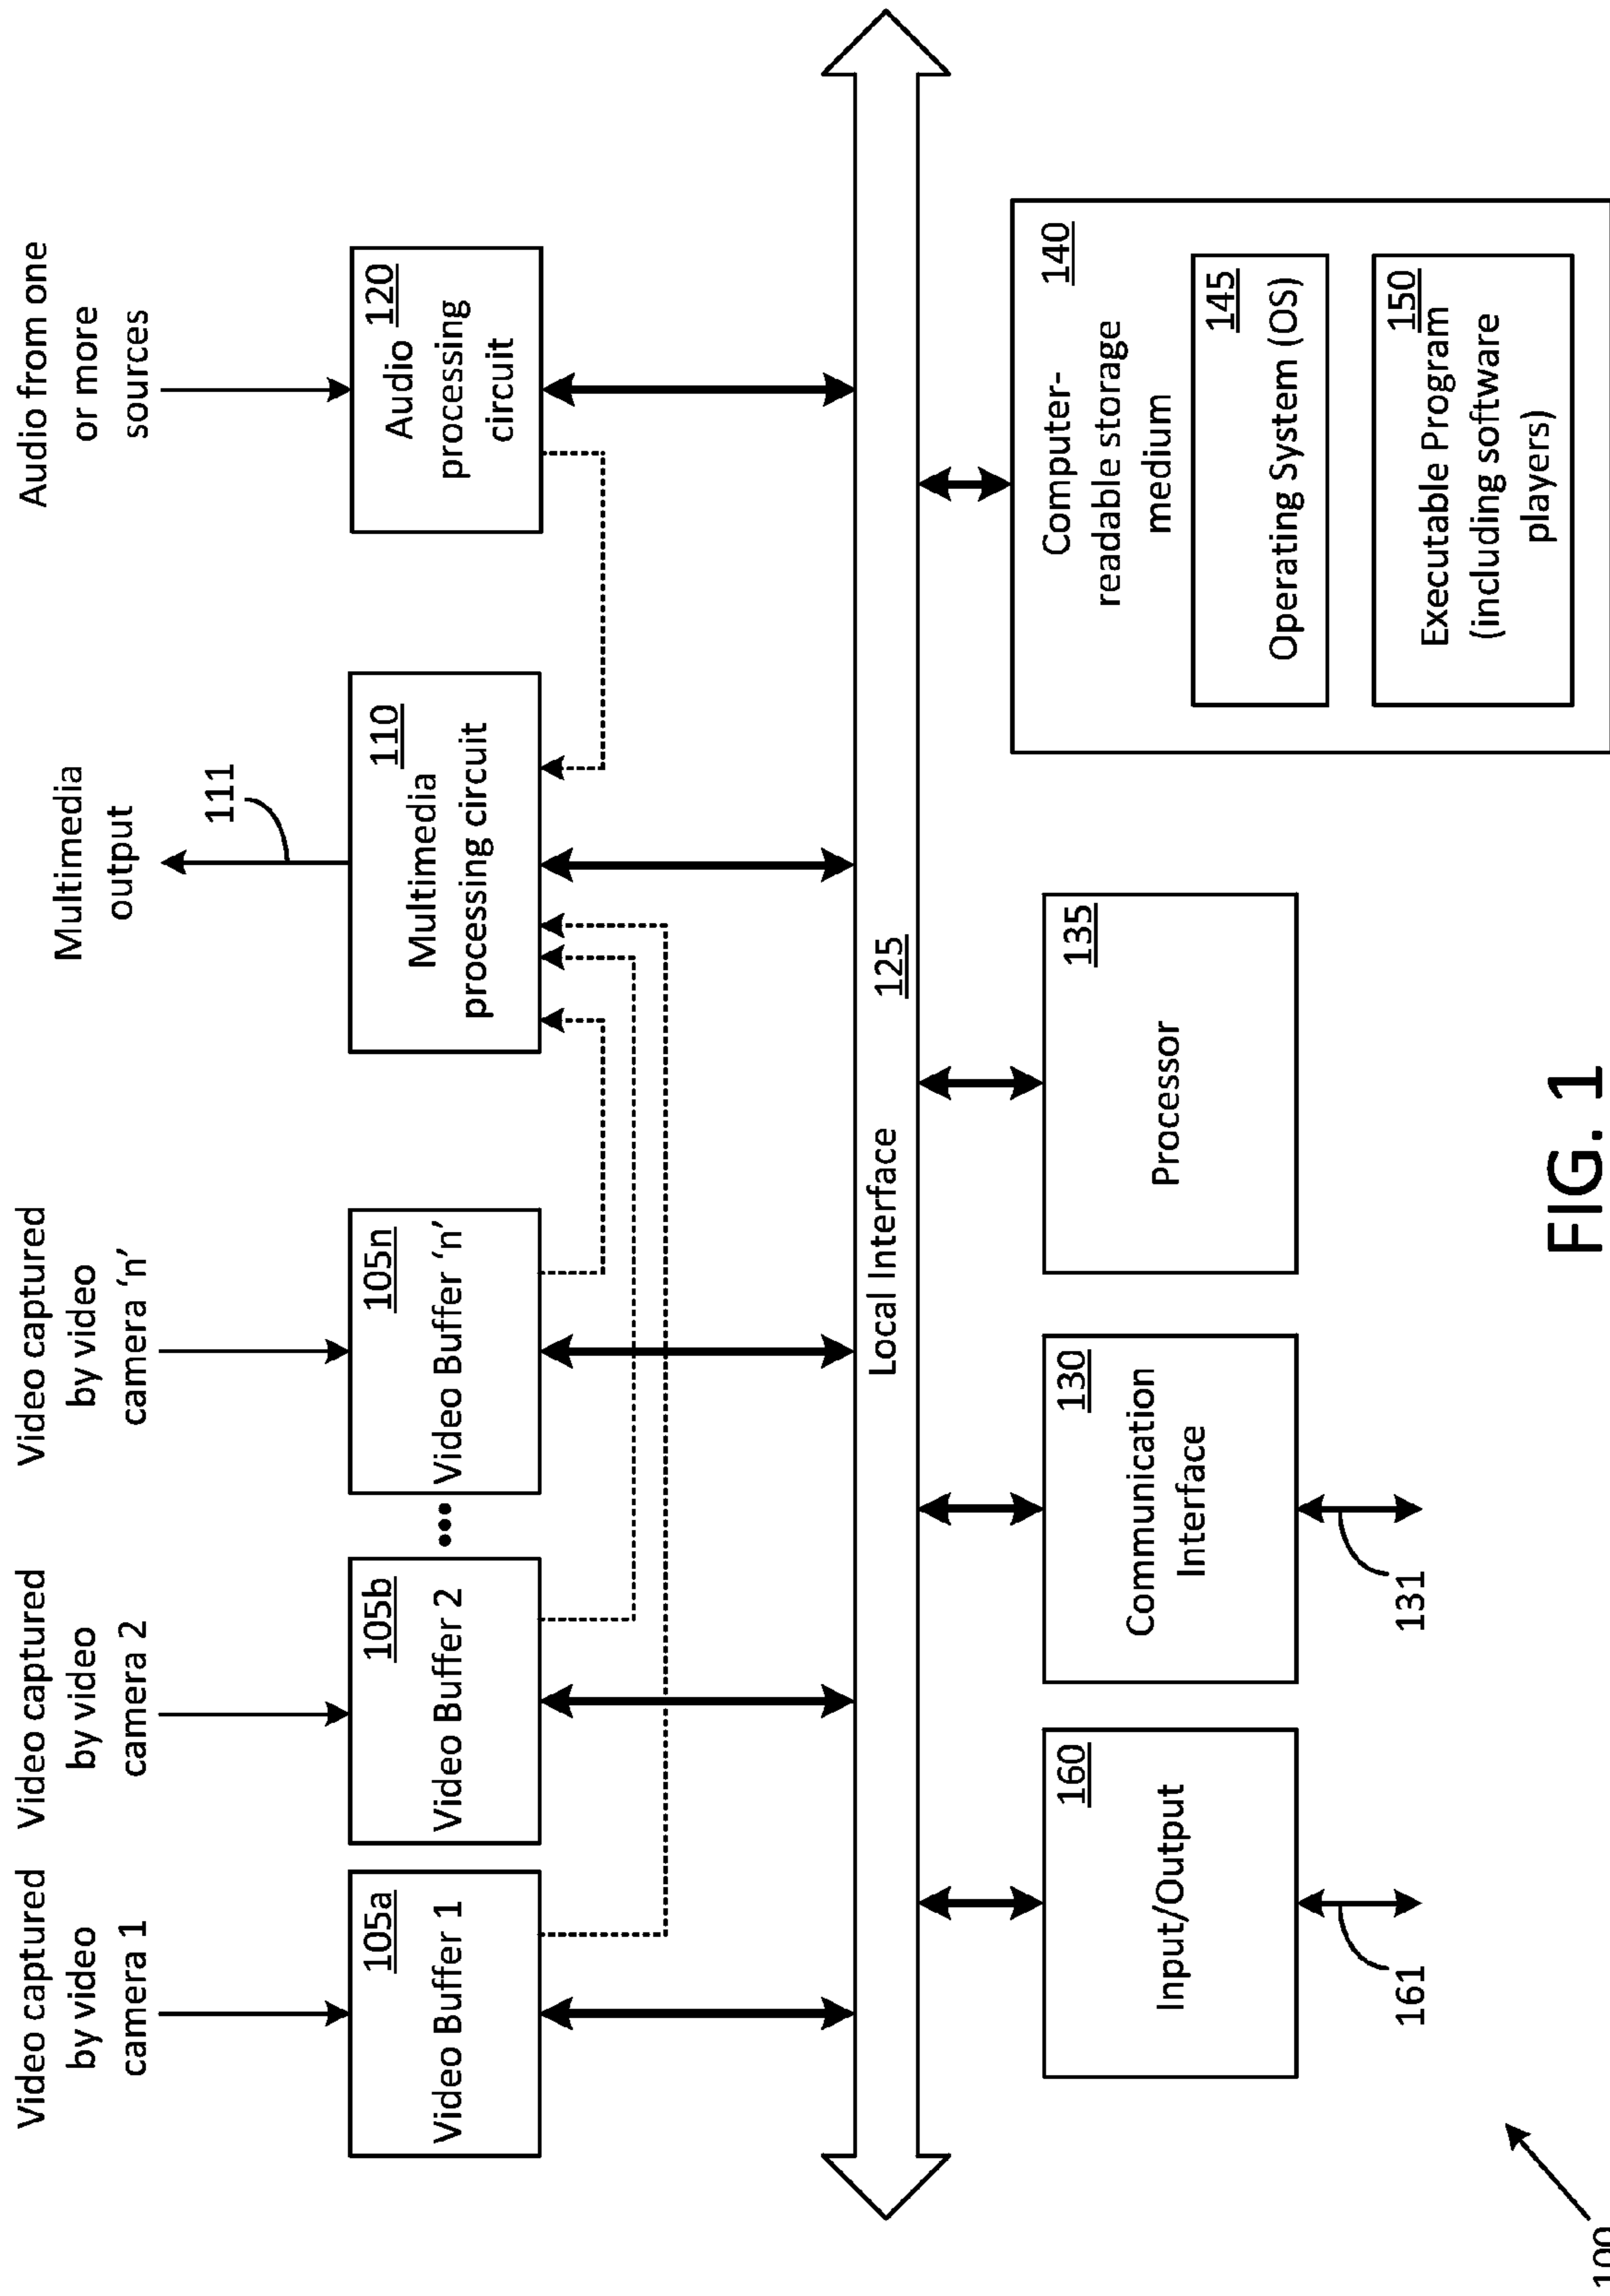 Video captured
by video
camera 1
Video captured
by video
camera 2
Video captured
by video
camera ‘n’
Multimedia
output
111
Audio from one
or more
sources
105a
Video Buffer 1
105b
Video Buffer 2
•••
105n
Video Buffer ‘n’
110
Multimedia
processing circuit
120
Audio
processing
circuit
Local Interface
125
160
Input/Output
161
130
Communication
Interface
131
135
Processor
140
Computer-
readable storage
medium
145
Operating System (OS)
150
Executable Program
(including software
players)
100
FIG. 1